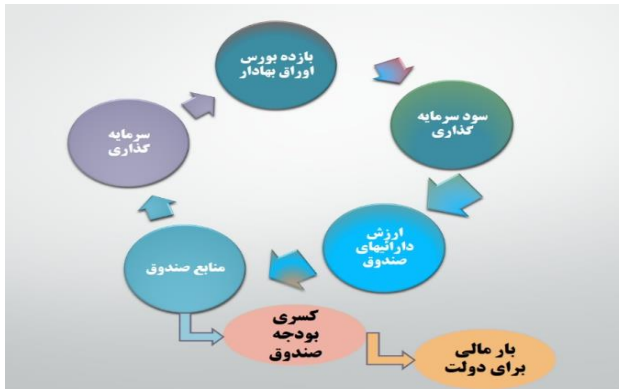 بازده بورس
اوراق بهادار
سود سرمایه
گذاری
ارزش
دارائیهای
صندوق
منابع صندوق
سرمایه
گذاری
کسری
بودجه
صندوق
بار مالی
برای دولت